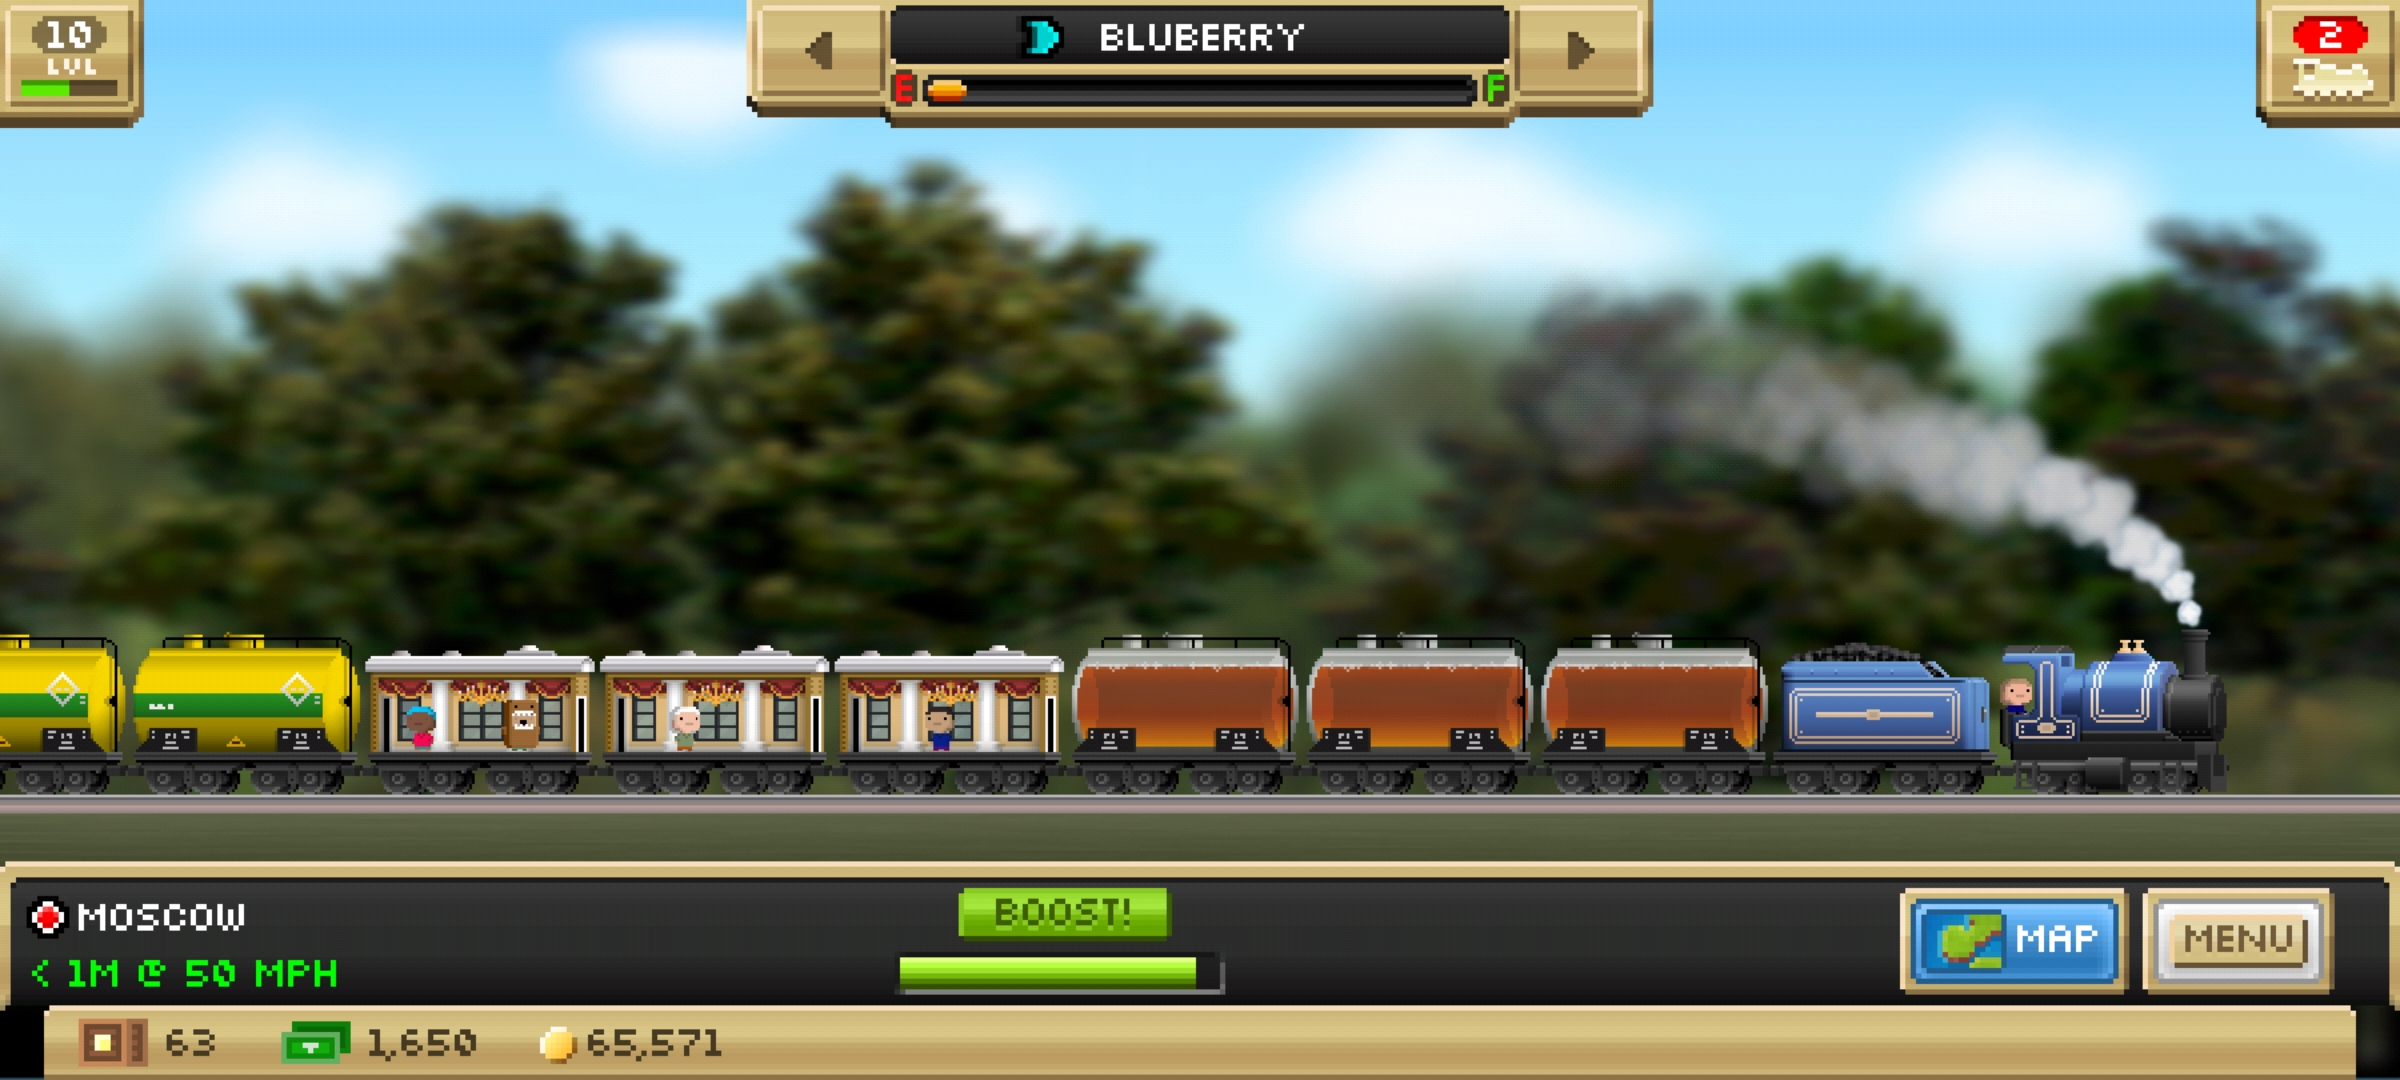 10
LVL
BLUBERRY
E F
2
MOSCOW
< 1M @ 50 MPH
BOOST!
MAP
MENU
63 1,650 65,571